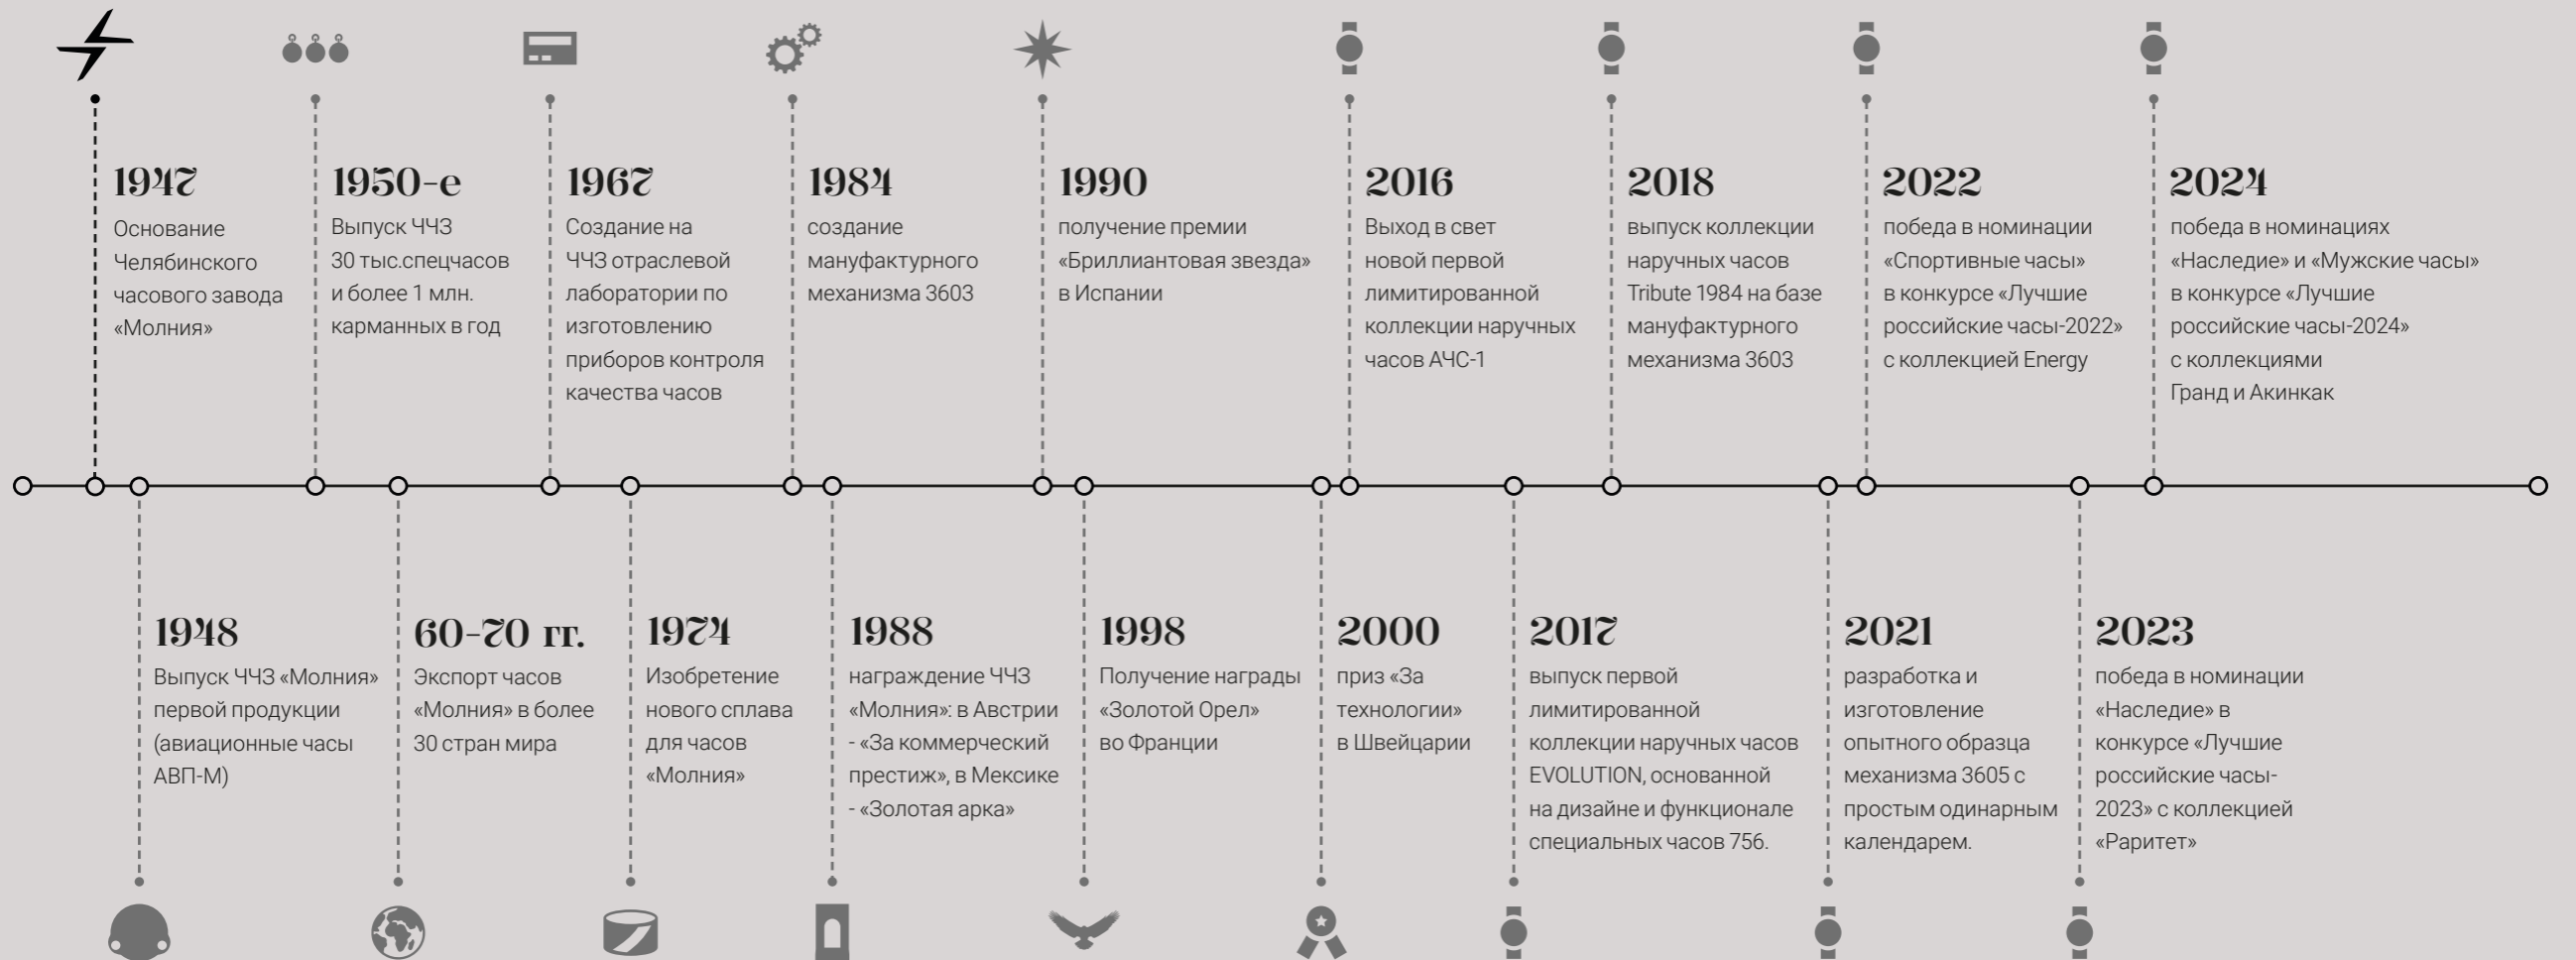 1947
Основание
Челябинского
часового завода
«Молния»
1950-е
Выпуск ЧЧЗ
30 тыс.спецчасов
и более 1 млн.
карманных в год
1967
Создание на
ЧЧЗ отраслевой
лаборатории по
изготовлению
приборов контроля
качества часов
1984
создание
мануфактурного
механизма 3603
1990
получение премии
«Бриллиантовая звезда»
в Испании
2016
Выход в свет
новой первой
лимитированной
коллекции наручных
часов АЧС-1
2018
выпуск коллекции
наручных часов
Tribute 1984 на базе
мануфактурного
механизма 3603
2022
победа в номинации
«Спортивные часы»
в конкурсе «Лучшие
российские часы-2022»
с коллекцией Energy
2024
победа в номинациях
«Наследие» и «Мужские часы»
в конкурсе «Лучшие
российские часы-2024»
с коллекциями
Гранд и Акинкак
1948
Выпуск ЧЧЗ «Молния»
первой продукции
(авиационные часы
АВП-М)
60-70 гг.
Экспорт часов
«Молния» в более
30 стран мира
1974
Изобретение
нового сплава
для часов
«Молния»
1988
награждение ЧЧЗ
«Молния»: в Австрии
- «За коммерческий
престиж», в Мексике
- «Золотая арка»
1998
Получение награды
«Золотой Орел»
во Франции
2000
приз «За
технологии»
в Швейцарии
2017
выпуск первой
лимитированной
коллекции наручных часов
EVOLUTION, основанной
на дизайне и функционале
специальных часов 756.
2021
разработка и
изготовление
опытного образца
механизма 3605 с
простым одинарным
календарем.
2023
победа в номинации
«Наследие» в
конкурсе «Лучшие
российские часы-
2023» с коллекцией
«Раритет»